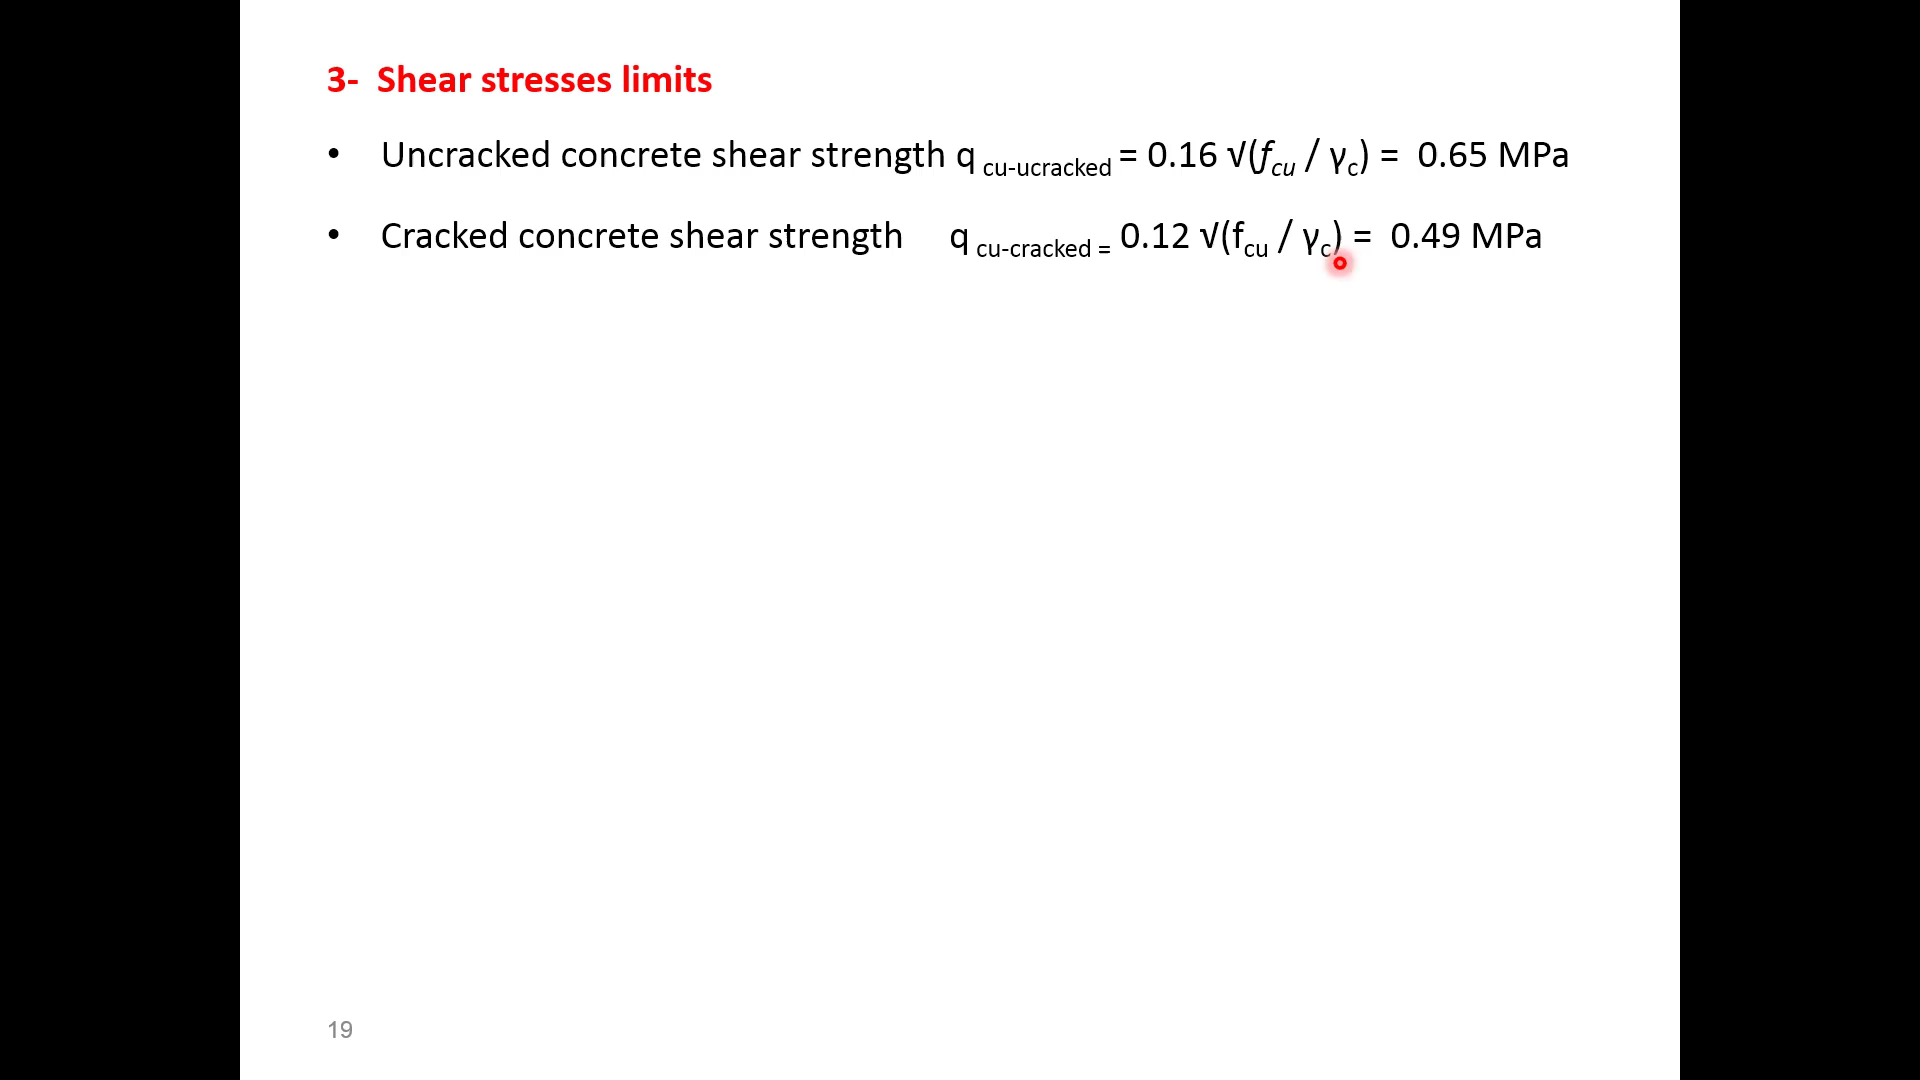 3- Shear stresses limits
• Uncracked concrete shear strength q cu-ucracked = 0.16 √(fcu / γc) = 0.65 MPa
• Cracked concrete shear strength q cu-cracked = 0.12 √(fcu / γc) = 0.49 MPa
19